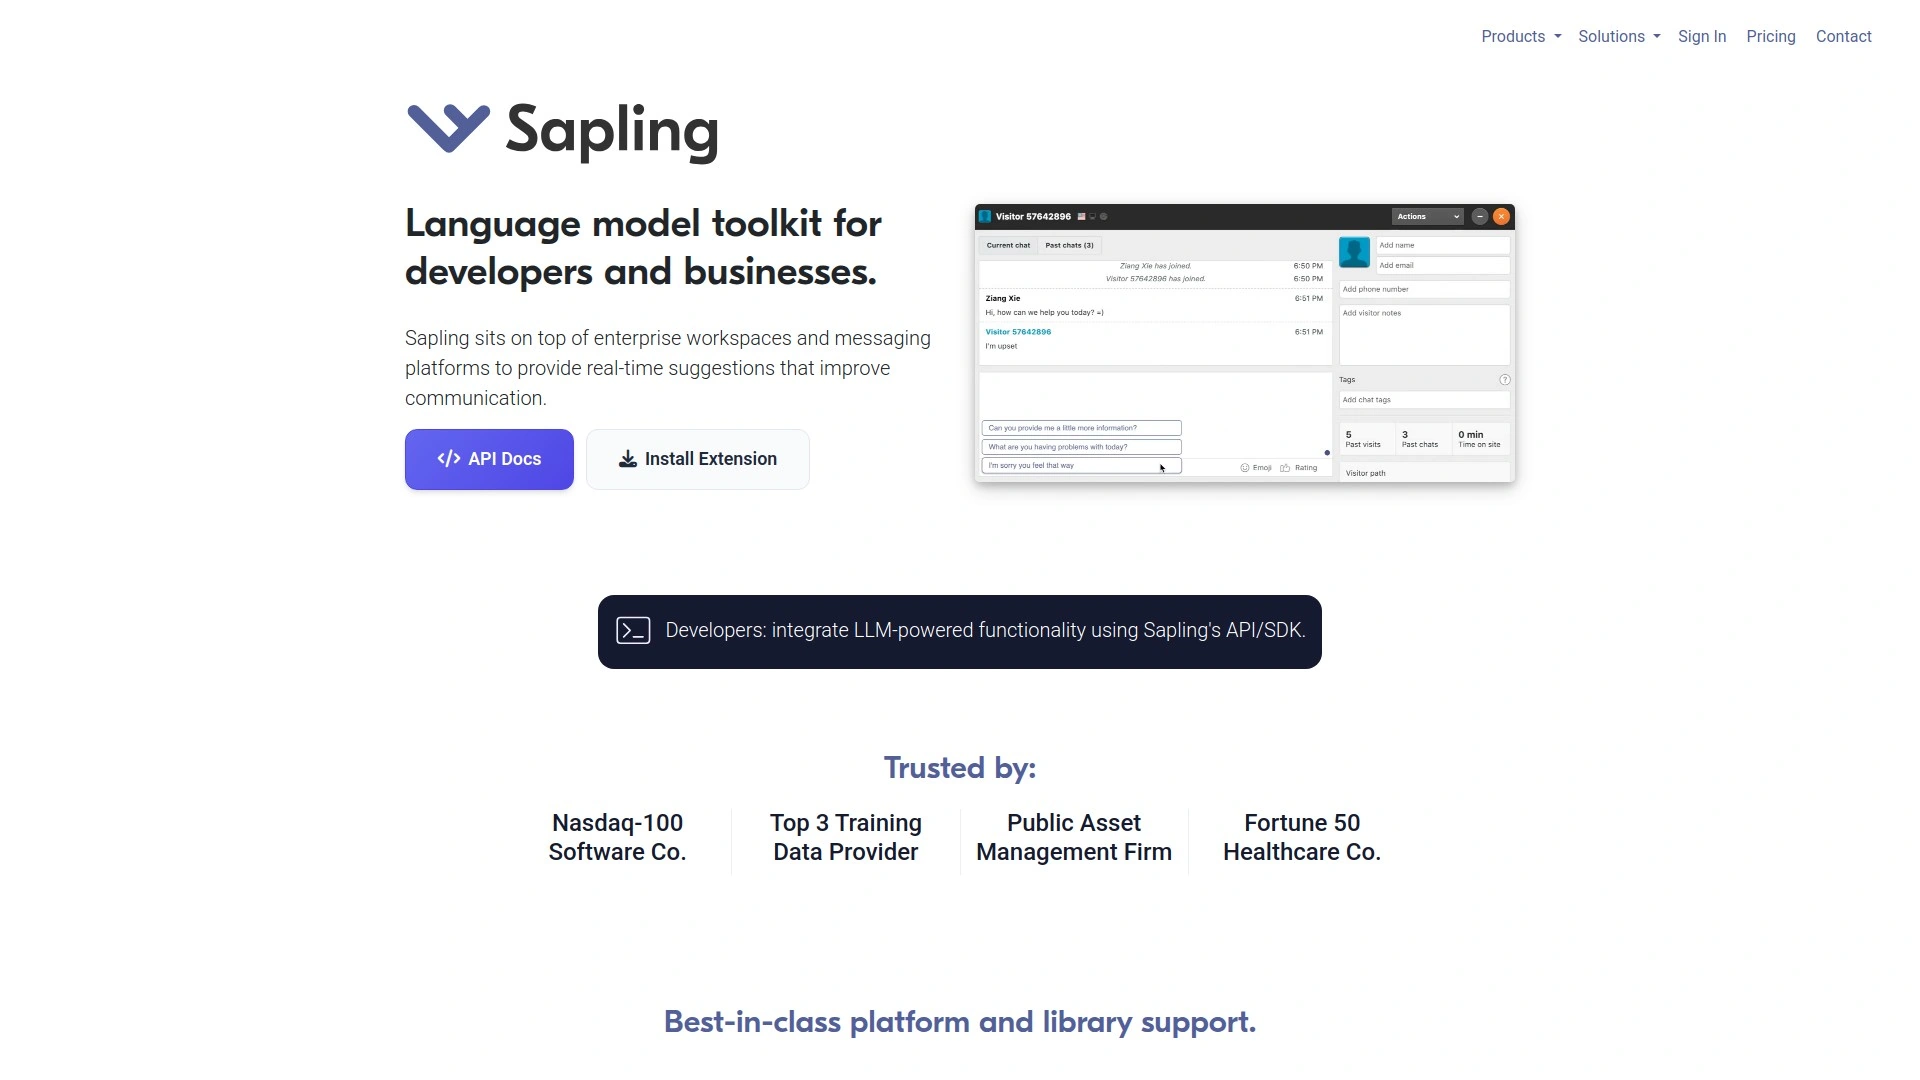 Products
Solutions
Sign In
Pricing
Contact
Sapling
Language model toolkit for
developers and businesses.
Sapling sits on top of enterprise workspaces and messaging
platforms to provide real-time suggestions that improve
communication.
</> API Docs
Install Extension
Visitor 57642896
Actions
Current chat
Past chats (3)
Ziang Xie has joined.
6:50 PM
Visitor 57642896 has joined.
6:50 PM
Ziang Xie
6:51 PM
Hi, how can we help you today? =)
Visitor 57642896
6:51 PM
I'm upset
Can you provide me a little more information?
What are you having problems with today?
I'm sorry you feel that way
Emoji
Rating
Add name
Add email
Add phone number
Add visitor notes
Tags
?
Add chat tags
5
Past visits
3
Past chats
0 min
Time on site
Visitor path
Developers: integrate LLM-powered functionality using Sapling's API/SDK.
Trusted by:
Nasdaq-100
Software Co.
Top 3 Training
Data Provider
Public Asset
Management Firm
Fortune 50
Healthcare Co.
Best-in-class platform and library support.